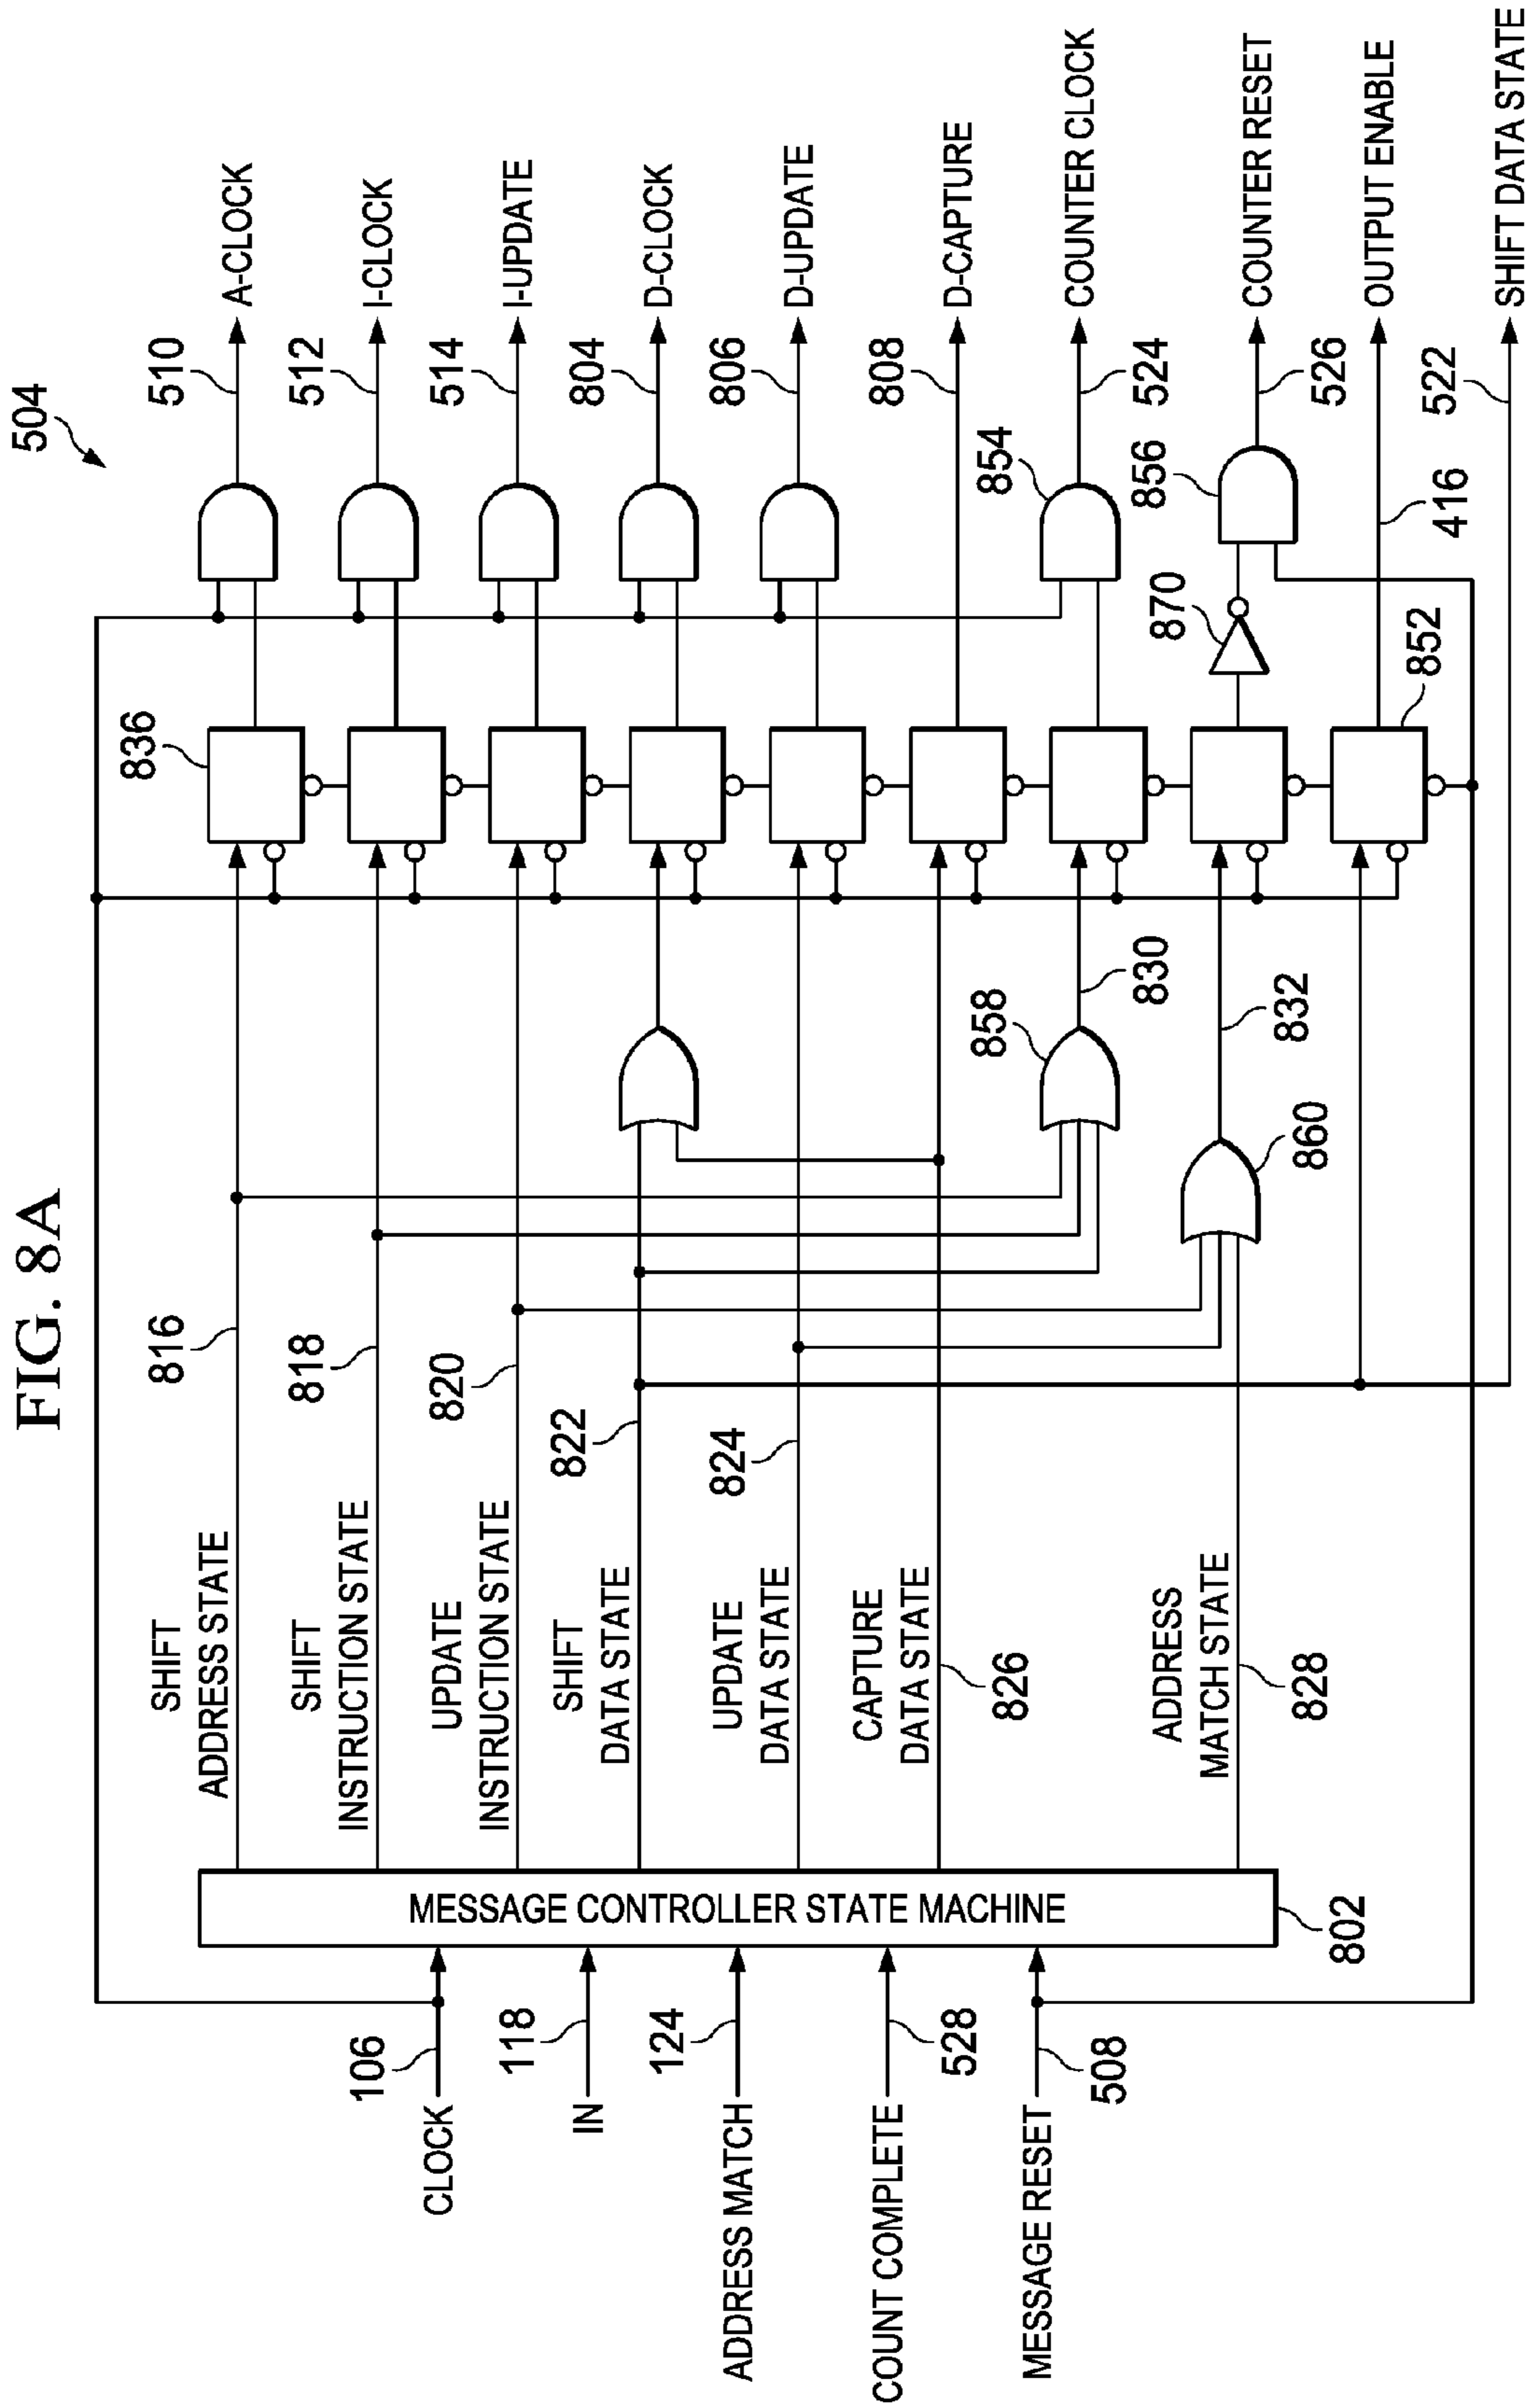 FIG. 8A
504
CLOCK
106
IN
118
ADDRESS MATCH
124
COUNT COMPLETE
528
MESSAGE RESET
508
MESSAGE CONTROLLER STATE MACHINE
802
SHIFT
ADDRESS STATE
816
SHIFT
INSTRUCTION STATE
818
UPDATE
INSTRUCTION STATE
820
SHIFT
DATA STATE
822
UPDATE
DATA STATE
824
CAPTURE
DATA STATE
826
ADDRESS
MATCH STATE
828
858
830
860
832
836
852
870
854
856
510
A-CLOCK
512
I-CLOCK
514
I-UPDATE
804
D-CLOCK
806
D-UPDATE
808
D-CAPTURE
524
COUNTER CLOCK
526
COUNTER RESET
416
OUTPUT ENABLE
522
SHIFT DATA STATE